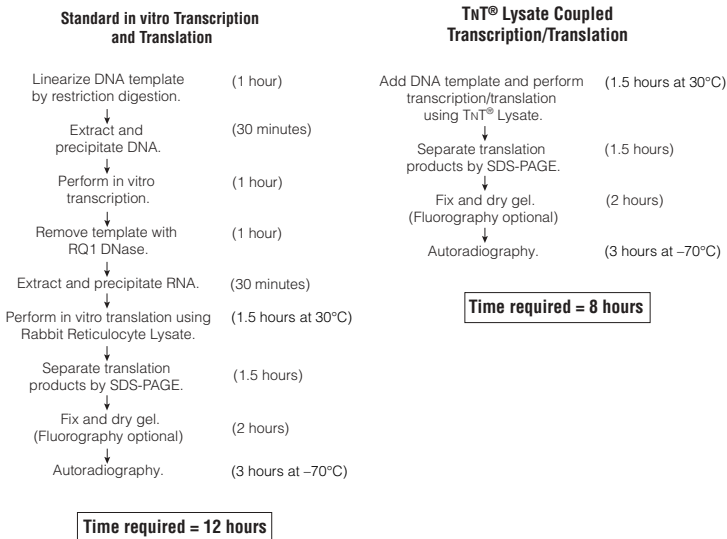 Standard in vitro Transcription
and Translation
Linearize DNA template
by restriction digestion.
(1 hour)
Extract and
precipitate DNA.
(30 minutes)
Perform in vitro
transcription.
(1 hour)
Remove template with
RQ1 DNase.
(1 hour)
Extract and precipitate RNA.
(30 minutes)
Perform in vitro translation using
Rabbit Reticulocyte Lysate.
(1.5 hours at 30°C)
Separate translation
products by SDS-PAGE.
(1.5 hours)
Fix and dry gel.
(Fluorography optional)
(2 hours)
Autoradiography.
(3 hours at –70°C)
Time required = 12 hours
TNT® Lysate Coupled
Transcription/Translation
Add DNA template and perform
transcription/translation
using TNT® Lysate.
(1.5 hours at 30°C)
Separate translation
products by SDS-PAGE.
(1.5 hours)
Fix and dry gel.
(Fluorography optional)
(2 hours)
Autoradiography.
(3 hours at –70°C)
Time required = 8 hours